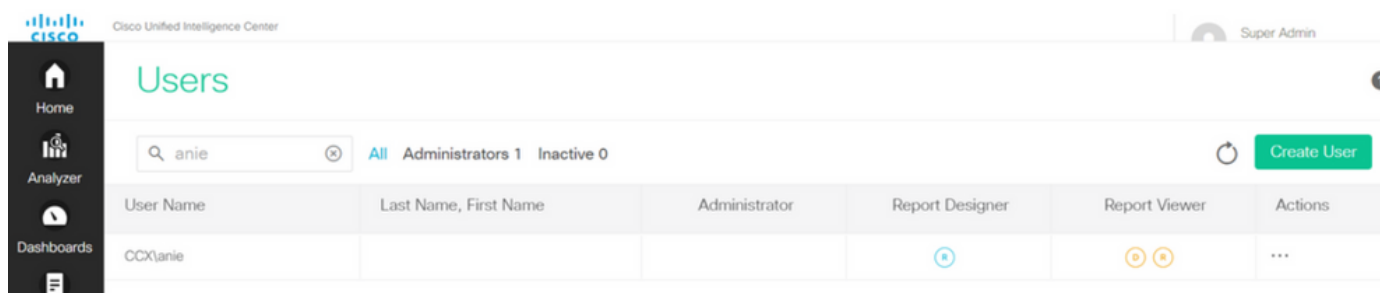 CISCO
Cisco Unified Intelligence Center
Super Admin
Home
Users
Analyzer
anie
All Administrators 1 Inactive 0
Create User
Dashboards
User Name Last Name, First Name Administrator Report Designer Report Viewer Actions
CCX\anie R D R ...